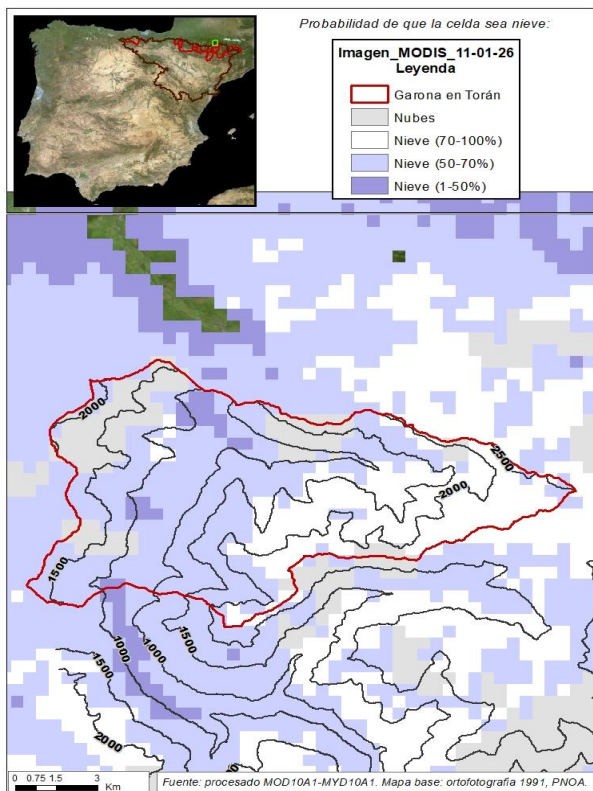 Probabilidad de que la celda sea nieve:
Imagen_MODIS_11-01-26
Leyenda
Garona en Torán
Nubes
Nieve (70-100%)
Nieve (50-70%)
Nieve (1-50%)
2000
2500
2000
1500
1000
1000
1500
1500
2000
0 0.75 1.5 3
Km
Fuente: procesado MOD10A1-MYD10A1. Mapa base: ortofotografía 1991, PNOA.